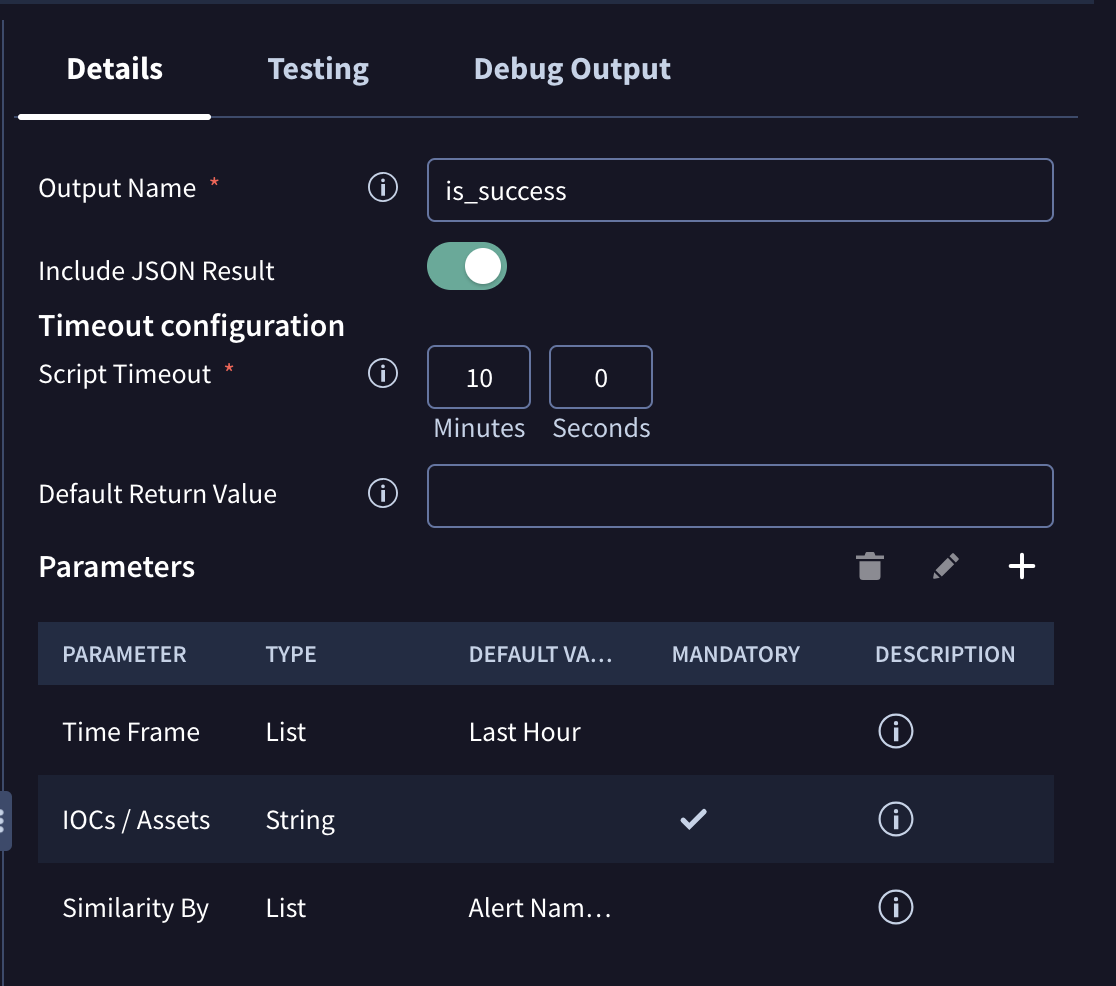 Details Testing Debug Output
Output Name * is_success
Include JSON Result
Timeout configuration
Script Timeout * 10 0
Minutes Seconds
Default Return Value
Parameters
PARAMETER TYPE DEFAULT VA... MANDATORY DESCRIPTION
Time Frame List Last Hour
IOCs / Assets String
Similarity By List Alert Nam...